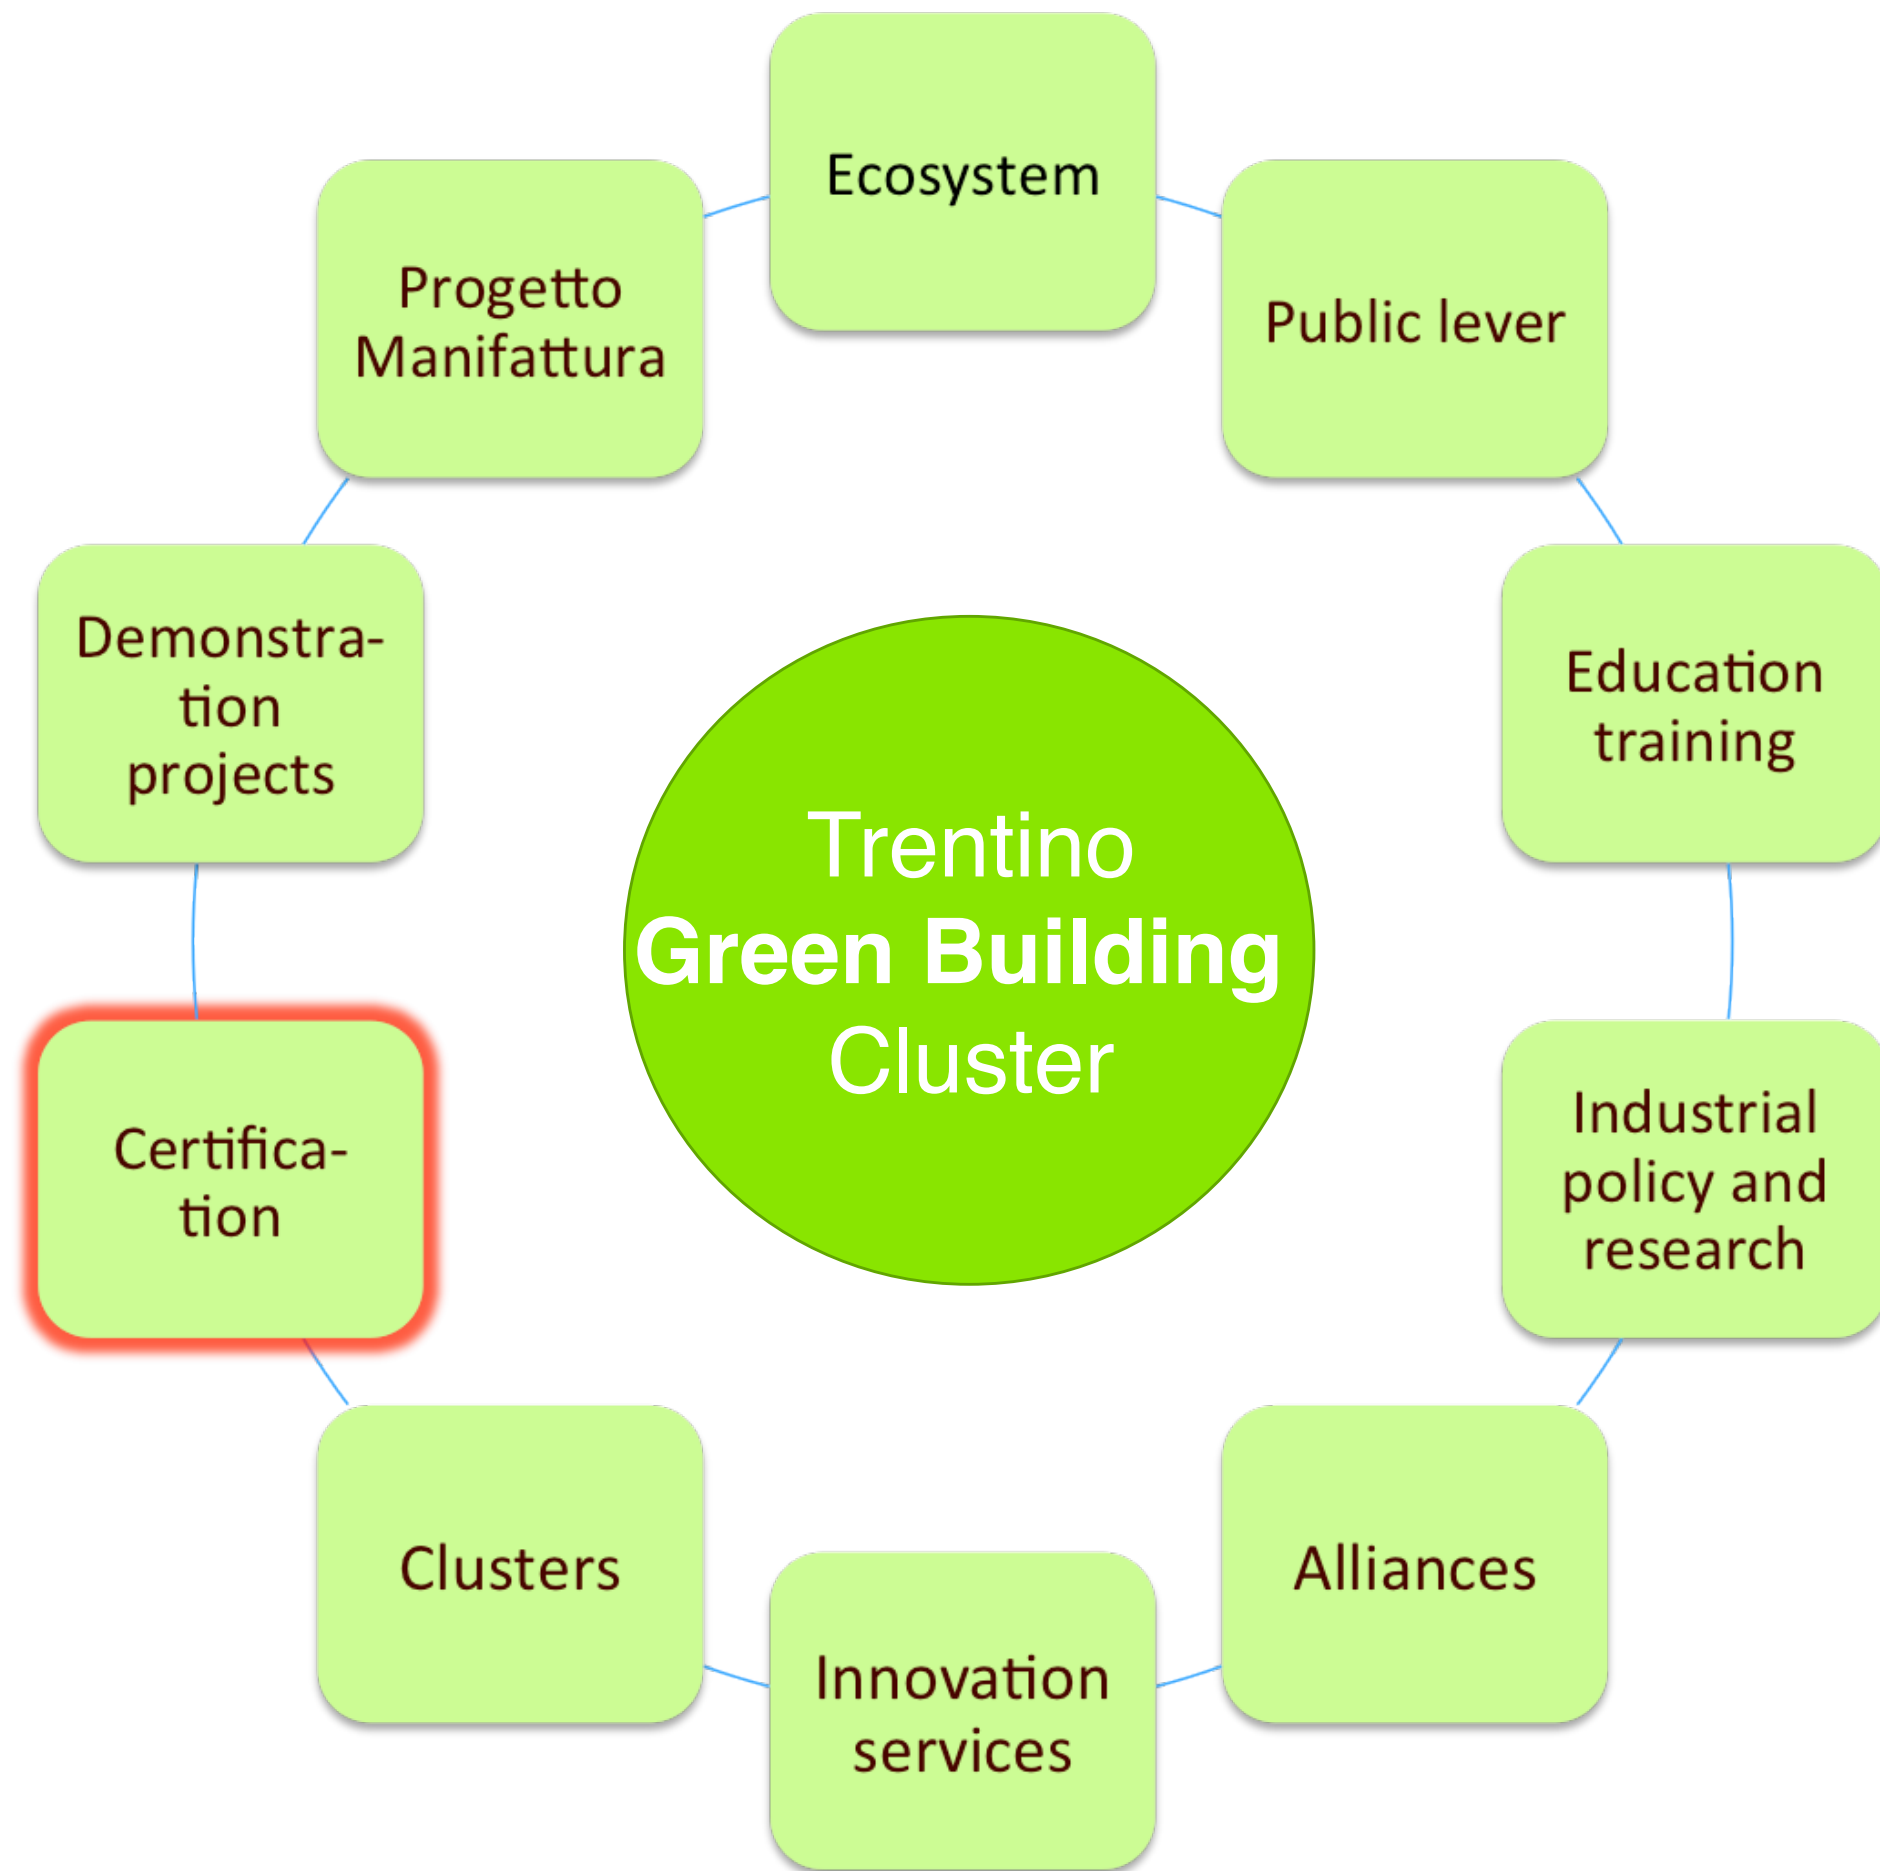 Ecosystem
Public lever
Education
training
Industrial
policy and
research
Alliances
Innovation
services
Clusters
Certifica-
tion
Demonstra-
tion
projects
Progetto
Manifattura
Trentino
Green Building
Cluster